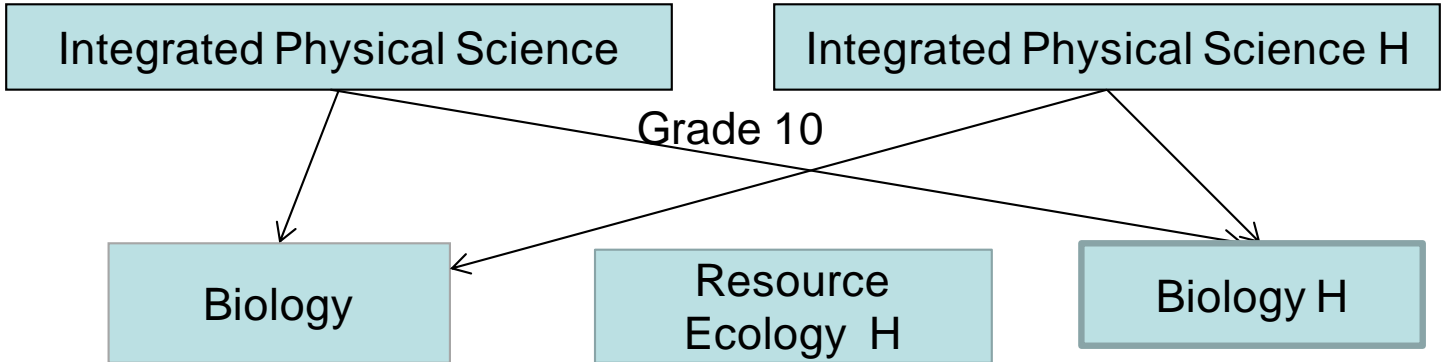 Integrated Physical Science
Integrated Physical Science H
Grade 10
Biology
Resource
Ecology H
Biology H